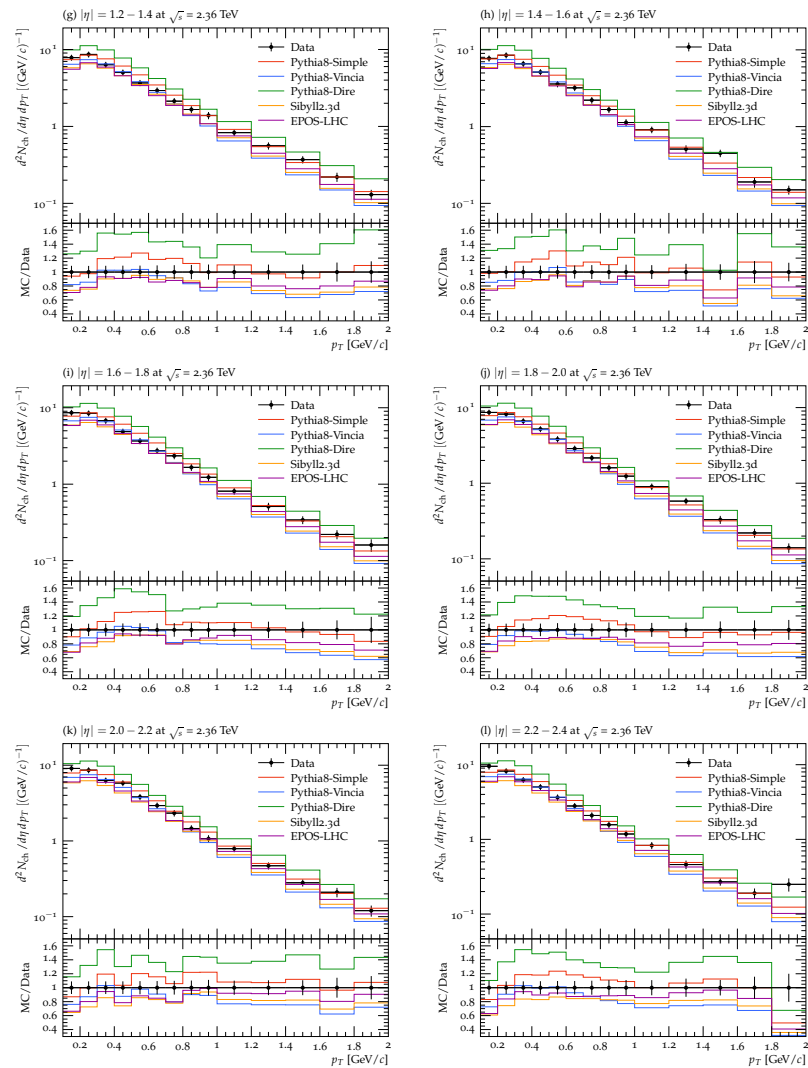 (g) |η| = 1.2 − 1.4 at √s = 2.36 TeV
d²N_ch/dη dp_T [(GeV/c)⁻¹]
10¹
1
10⁻¹
Data
Pythia8-Simple
Pythia8-Vincia
Pythia8-Dire
Sibyll2.3d
EPOS-LHC
MC/Data
1.6
1.4
1.2
1
0.8
0.6
0.4
0.2 0.4 0.6 0.8 1 1.2 1.4 1.6 1.8 2
p_T [GeV/c]
(h) |η| = 1.4 − 1.6 at √s = 2.36 TeV
d²N_ch/dη dp_T [(GeV/c)⁻¹]
10¹
1
10⁻¹
Data
Pythia8-Simple
Pythia8-Vincia
Pythia8-Dire
Sibyll2.3d
EPOS-LHC
MC/Data
1.6
1.4
1.2
1
0.8
0.6
0.4
0.2 0.4 0.6 0.8 1 1.2 1.4 1.6 1.8 2
p_T [GeV/c]
(i) |η| = 1.6 − 1.8 at √s = 2.36 TeV
d²N_ch/dη dp_T [(GeV/c)⁻¹]
10¹
1
10⁻¹
Data
Pythia8-Simple
Pythia8-Vincia
Pythia8-Dire
Sibyll2.3d
EPOS-LHC
MC/Data
1.6
1.4
1.2
1
0.8
0.6
0.4
0.2 0.4 0.6 0.8 1 1.2 1.4 1.6 1.8 2
p_T [GeV/c]
(j) |η| = 1.8 − 2.0 at √s = 2.36 TeV
d²N_ch/dη dp_T [(GeV/c)⁻¹]
10¹
1
10⁻¹
Data
Pythia8-Simple
Pythia8-Vincia
Pythia8-Dire
Sibyll2.3d
EPOS-LHC
MC/Data
1.6
1.4
1.2
1
0.8
0.6
0.4
0.2 0.4 0.6 0.8 1 1.2 1.4 1.6 1.8 2
p_T [GeV/c]
(k) |η| = 2.0 − 2.2 at √s = 2.36 TeV
d²N_ch/dη dp_T [(GeV/c)⁻¹]
10¹
1
10⁻¹
Data
Pythia8-Simple
Pythia8-Vincia
Pythia8-Dire
Sibyll2.3d
EPOS-LHC
MC/Data
1.6
1.4
1.2
1
0.8
0.6
0.4
0.2 0.4 0.6 0.8 1 1.2 1.4 1.6 1.8 2
p_T [GeV/c]
(l) |η| = 2.2 − 2.4 at √s = 2.36 TeV
d²N_ch/dη dp_T [(GeV/c)⁻¹]
10¹
1
10⁻¹
Data
Pythia8-Simple
Pythia8-Vincia
Pythia8-Dire
Sibyll2.3d
EPOS-LHC
MC/Data
1.6
1.4
1.2
1
0.8
0.6
0.4
0.2 0.4 0.6 0.8 1 1.2 1.4 1.6 1.8 2
p_T [GeV/c]